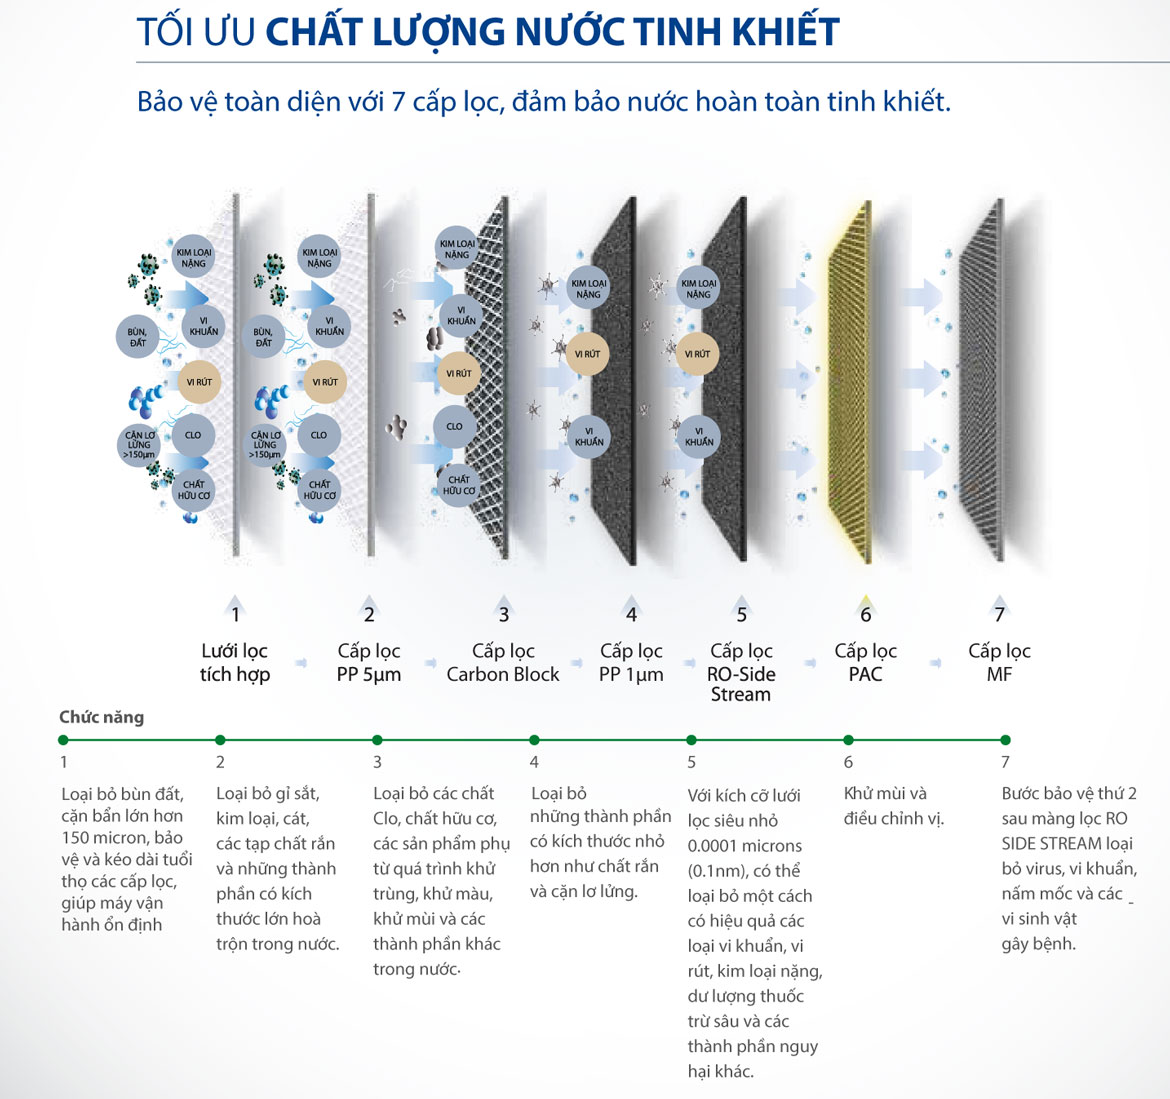 TỐI ƯU CHẤT LƯỢNG NƯỚC TINH KHIẾT
Bảo vệ toàn diện với 7 cấp lọc, đảm bảo nước hoàn toàn tinh khiết.
KIM LOẠI
NẶNG
VI
KHUẨN
BÙN,
ĐẤT
VI RÚT
CLO
CẶN LƠ
LỬNG
>150µm
CHẤT
HỮU CƠ
KIM LOẠI
NẶNG
VI
KHUẨN
BÙN,
ĐẤT
VI RÚT
CLO
CẶN LƠ
LỬNG
>150µm
CHẤT
HỮU CƠ
KIM LOẠI
NẶNG
VI
KHUẨN
VI RÚT
CLO
CHẤT
HỮU CƠ
KIM LOẠI
NẶNG
VI RÚT
VI
KHUẨN
KIM LOẠI
NẶNG
VI RÚT
VI
KHUẨN
1
Lưới lọc
tích hợp
2
Cấp lọc
PP 5µm
3
Cấp lọc
Carbon Block
4
Cấp lọc
PP 1µm
5
Cấp lọc
RO-Side
Stream
6
Cấp lọc
PAC
7
Cấp lọc
MF
Chức năng
1
Loại bỏ bùn đất,
cặn bẩn lớn hơn
150 micron, bảo
vệ và kéo dài tuổi
thọ các cấp lọc,
giúp máy vận
hành ổn định
2
Loại bỏ gỉ sắt,
kim loại, cát,
các tạp chất rắn
và những thành
phần có kích
thước lớn hoà
trộn trong nước.
3
Loại bỏ các chất
Clo, chất hữu cơ,
các sản phẩm phụ
từ quá trình khử
trùng, khử màu,
khử mùi và các
thành phần khác
trong nước.
4
Loại bỏ
những thành phần
có kích thước nhỏ
hơn như chất rắn
và cặn lơ lửng.
5
Với kích cỡ lưới
lọc siêu nhỏ
0.0001 microns
(0.1nm), có thể
loại bỏ một cách
có hiệu quả các
loại vi khuẩn, vi
rút, kim loại nặng,
dư lượng thuốc
trừ sâu và các
thành phần nguy
hại khác.
6
Khử mùi và
điều chỉnh vị.
7
Bước bảo vệ thứ 2
sau màng lọc RO
SIDE STREAM loại
bỏ virus, vi khuẩn,
nấm mốc và các _
vi sinh vật
gây bệnh.